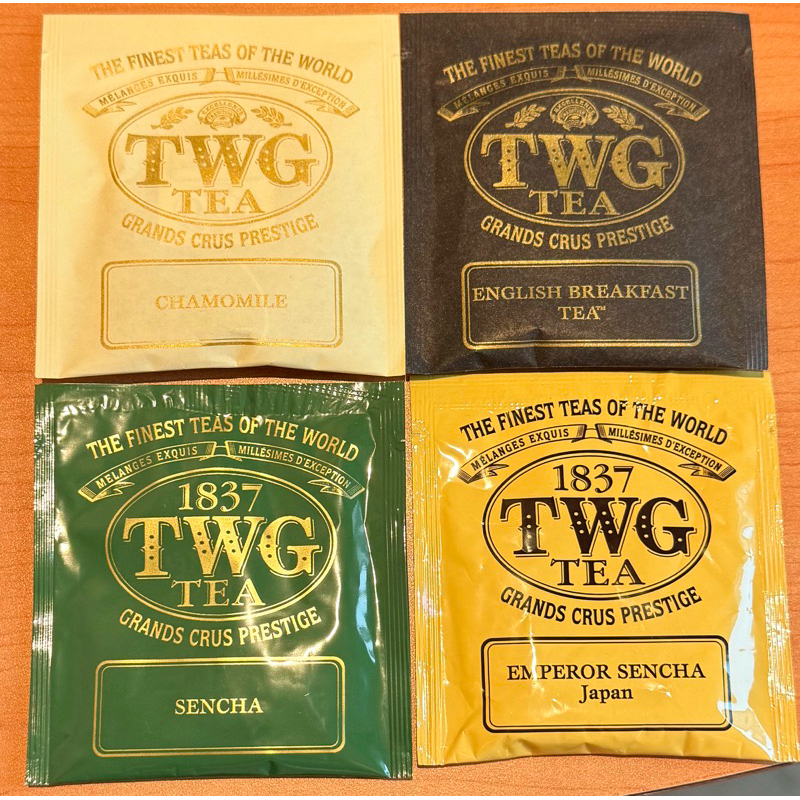 THE FINEST TEAS OF THE WORLD
MÉLANGES EXQUIS MILLÉSIMES D'EXCEPTION
EXCELLENCE
TWG
TEA
GRANDS CRUS PRESTIGE
CHAMOMILE
THE FINEST TEAS OF THE WORLD
MÉLANGES EXQUIS MILLÉSIMES D'EXCEPTION
EXCELLENCE
TWG
TEA
GRANDS CRUS PRESTIGE
ENGLISH BREAKFAST
TEA™
THE FINEST TEAS OF THE WORLD
MÉLANGES EXQUIS MILLÉSIMES D'EXCEPTION
1837
TWG
TEA
GRANDS CRUS PRESTIGE
SENCHA
THE FINEST TEAS OF THE WORLD
MÉLANGES EXQUIS MILLÉSIMES D'EXCEPTION
1837
TWG
TEA
GRANDS CRUS PRESTIGE
EMPEROR SENCHA
Japan